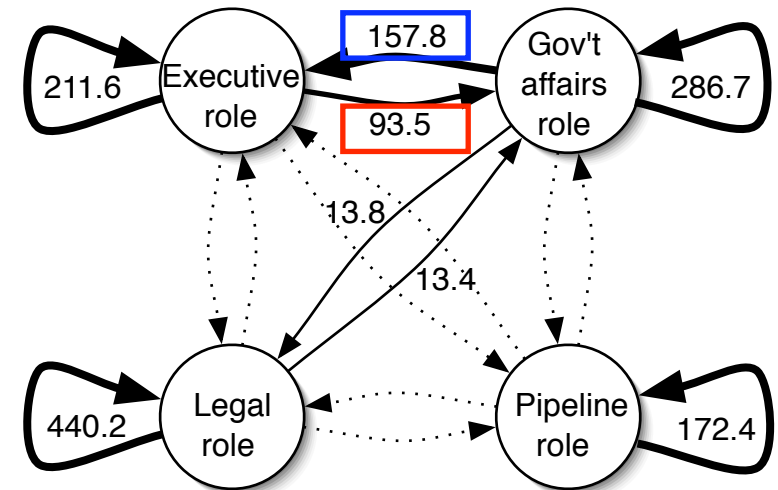 157.8
Gov't
affairs
role
211.6
Executive
role
286.7
93.5
13.8
13.4
440.2
Legal
role
Pipeline
role
172.4